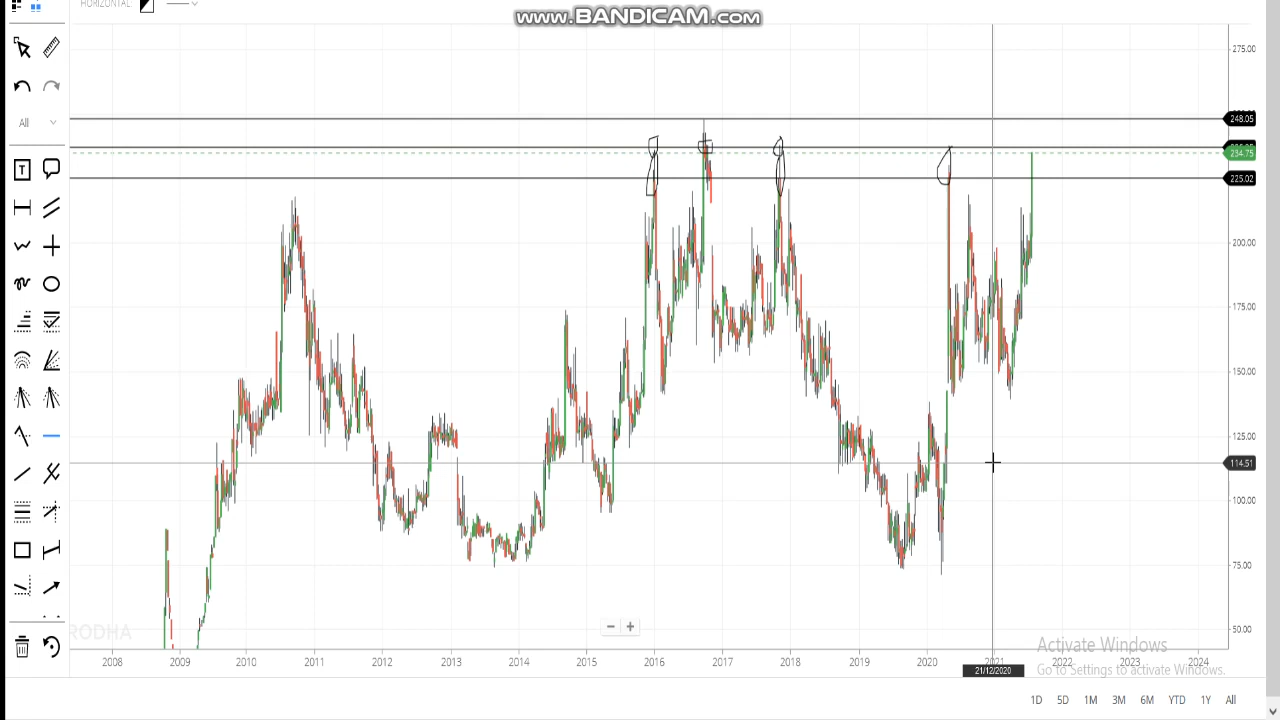 HORIZONTAL:
www.BANDICAM.com
All
T
275.00
248.05
234.75
225.02
200.00
175.00
150.00
125.00
114.51
100.00
75.00
50.00
RODHA
2008 2009 2010 2011 2012 2013 2014 2015 2016 2017 2018 2019 2020 2021 2022 2023 2024
21/12/2020
Activate Windows
Go to Settings to activate Windows.
1D 5D 1M 3M 6M YTD 1Y All